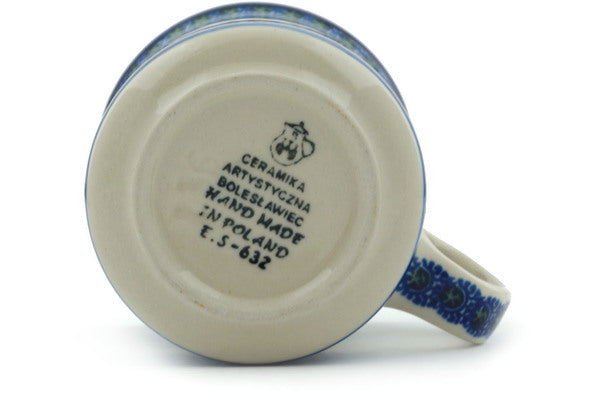 CERAMIKA
ARTYSTYCZNA
BOLESŁAWIEC
HAND MADE
IN POLAND
E.S-632